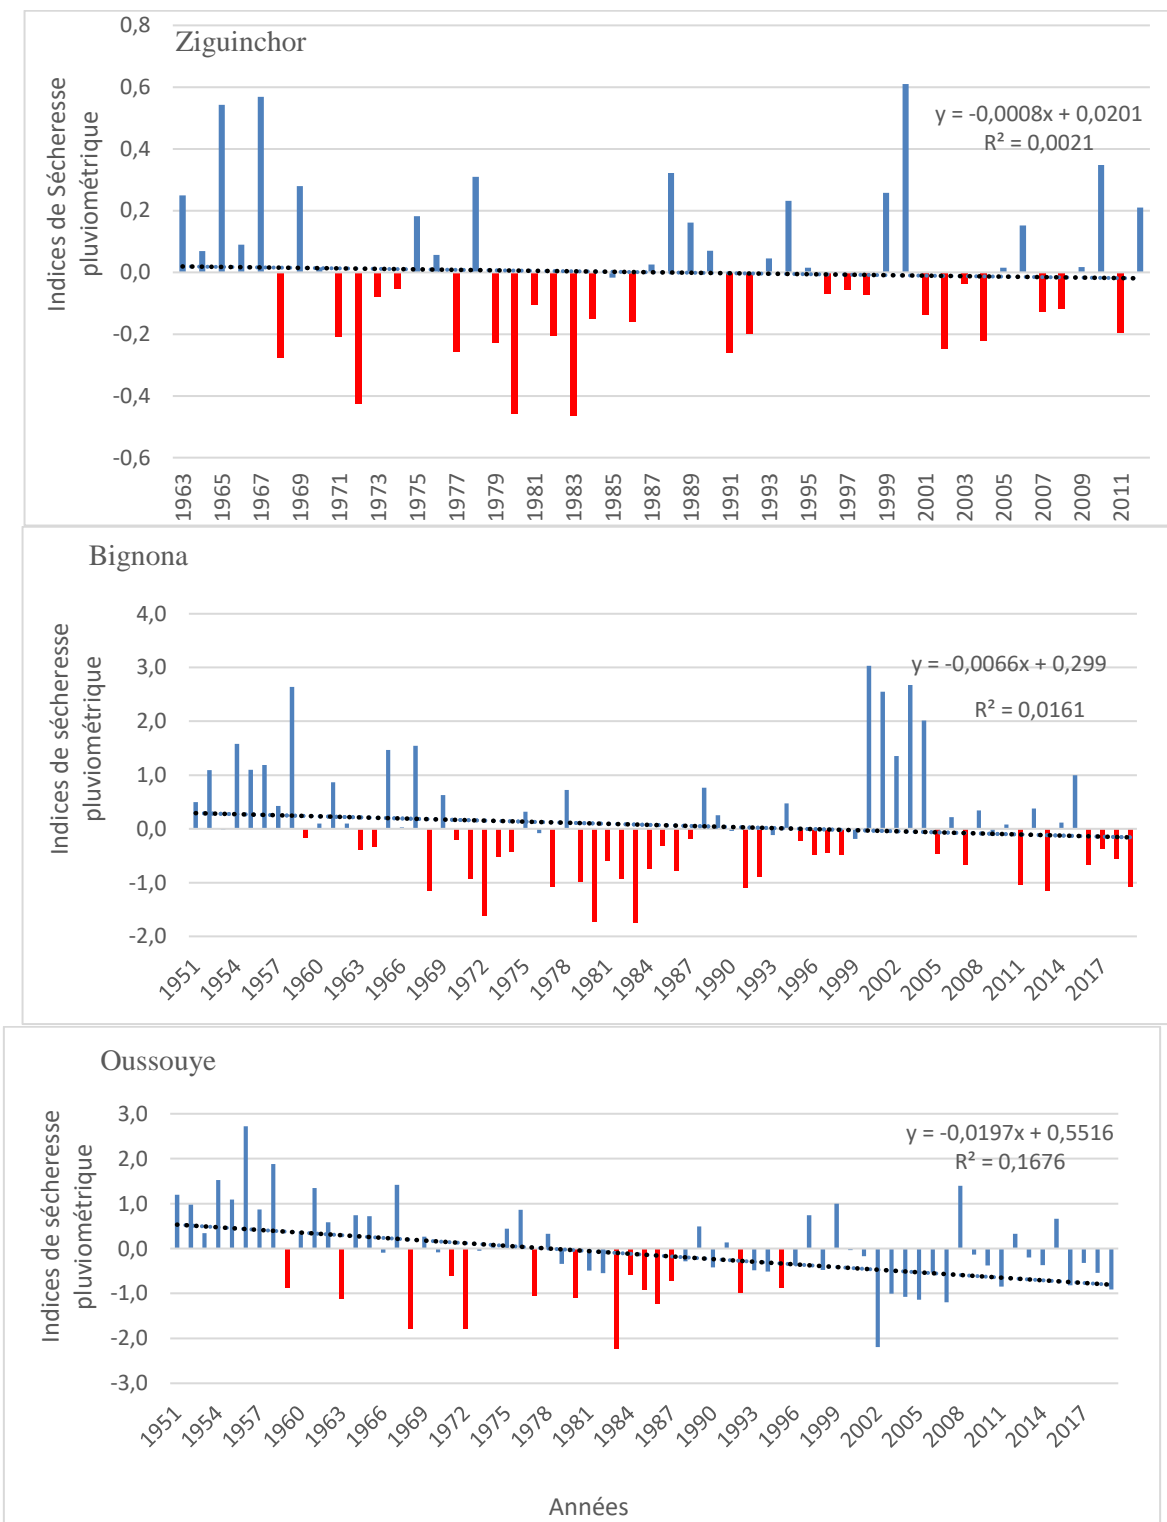 Ziguinchor
Indices de Sécheresse
pluviométrique
0,8
0,6
0,4
0,2
0,0
-0,2
-0,4
-0,6
y = -0,0008x + 0,0201
R² = 0,0021
1963 1965 1967 1969 1971 1973 1975 1977 1979 1981 1983 1985 1987 1989 1991 1993 1995 1997 1999 2001 2003 2005 2007 2009 2011
Bignona
Indices de sécheresse
pluviométrique
4,0
3,0
2,0
1,0
0,0
-1,0
-2,0
y = -0,0066x + 0,299
R² = 0,0161
1951 1954 1957 1960 1963 1966 1969 1972 1975 1978 1981 1984 1987 1990 1993 1996 1999 2002 2005 2008 2011 2014 2017
Oussouye
Indices de sécheresse
pluviométrique
3,0
2,0
1,0
0,0
-1,0
-2,0
-3,0
y = -0,0197x + 0,5516
R² = 0,1676
1951 1954 1957 1960 1963 1966 1969 1972 1975 1978 1981 1984 1987 1990 1993 1996 1999 2002 2005 2008 2011 2014 2017
Années